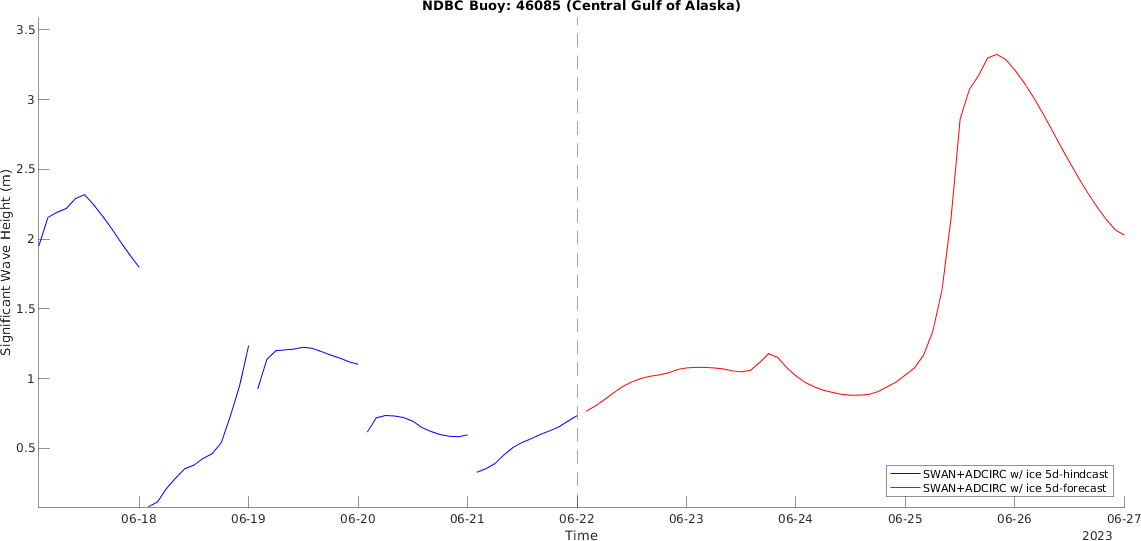 NDBC Buoy: 46085 (Central Gulf of Alaska)
Significant Wave Height (m)
3.5
3
2.5
2
1.5
1
0.5
SWAN+ADCIRC w/ ice 5d-hindcast
SWAN+ADCIRC w/ ice 5d-forecast
06-18 06-19 06-20 06-21 06-22 06-23 06-24 06-25 06-26 06-27
Time
2023